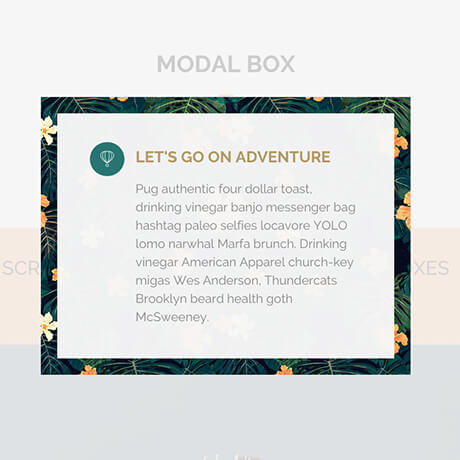 MODAL BOX
LET'S GO ON ADVENTURE
Pug authentic four dollar toast,
drinking vinegar banjo messenger bag
hashtag paleo selfies locavore YOLO
lomo narwhal Marfa brunch. Drinking
vinegar American Apparel church-key
migas Wes Anderson, Thundercats
Brooklyn beard health goth
McSweeney.